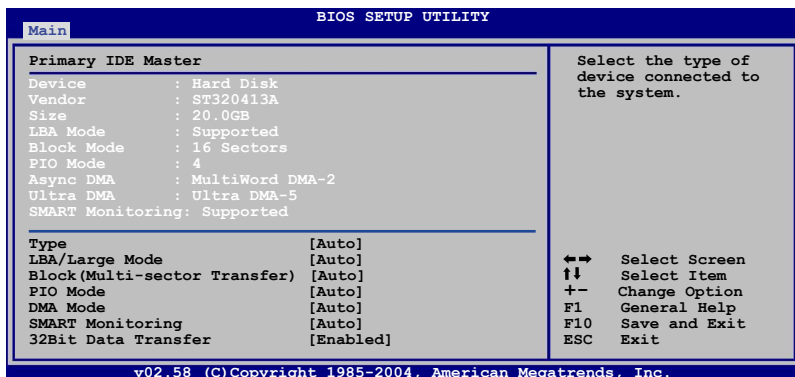 BIOS SETUP UTILITY
Main
Primary IDE Master
Device : Hard Disk
Vendor : ST320413A
Size : 20.0GB
LBA Mode : Supported
Block Mode : 16 Sectors
PIO Mode : 4
Async DMA : MultiWord DMA-2
Ultra DMA : Ultra DMA-5
SMART Monitoring: Supported
Type [Auto]
LBA/Large Mode [Auto]
Block(Multi-sector Transfer) [Auto]
PIO Mode [Auto]
DMA Mode [Auto]
SMART Monitoring [Auto]
32Bit Data Transfer [Enabled]
Select the type of
device connected to
the system.
←→ Select Screen
↑↓ Select Item
+- Change Option
F1 General Help
F10 Save and Exit
ESC Exit
v02.58 (C)Copyright 1985-2004, American Megatrends, Inc.